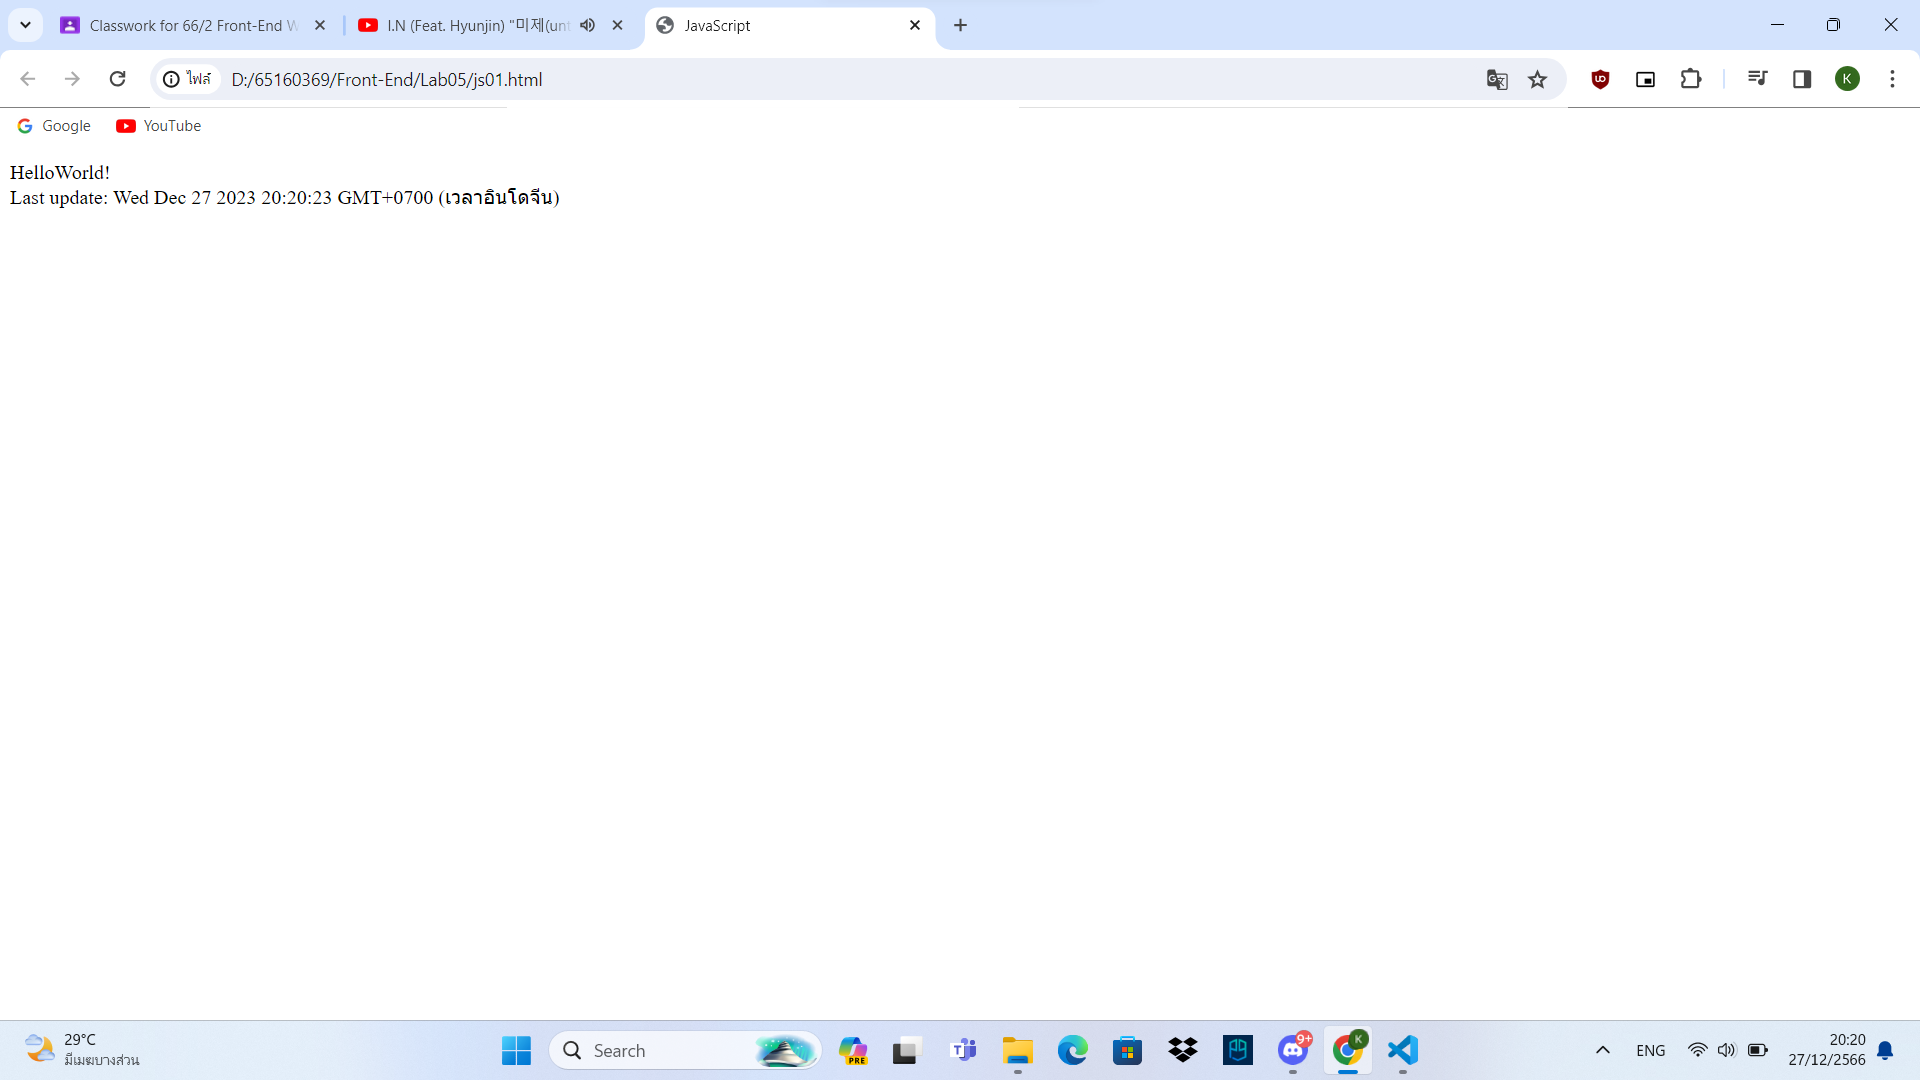 Classwork for 66/2 Front-End W
I.N (Feat. Hyunjin) "미제(unt
JavaScript
ไฟล์
D:/65160369/Front-End/Lab05/js01.html
K
Google
YouTube
HelloWorld!
Last update: Wed Dec 27 2023 20:20:23 GMT+0700 (เวลาอินโดจีน)
29°C
มีเมฆบางส่วน
Search
PRE
9+
K
ENG
20:20
27/12/2566